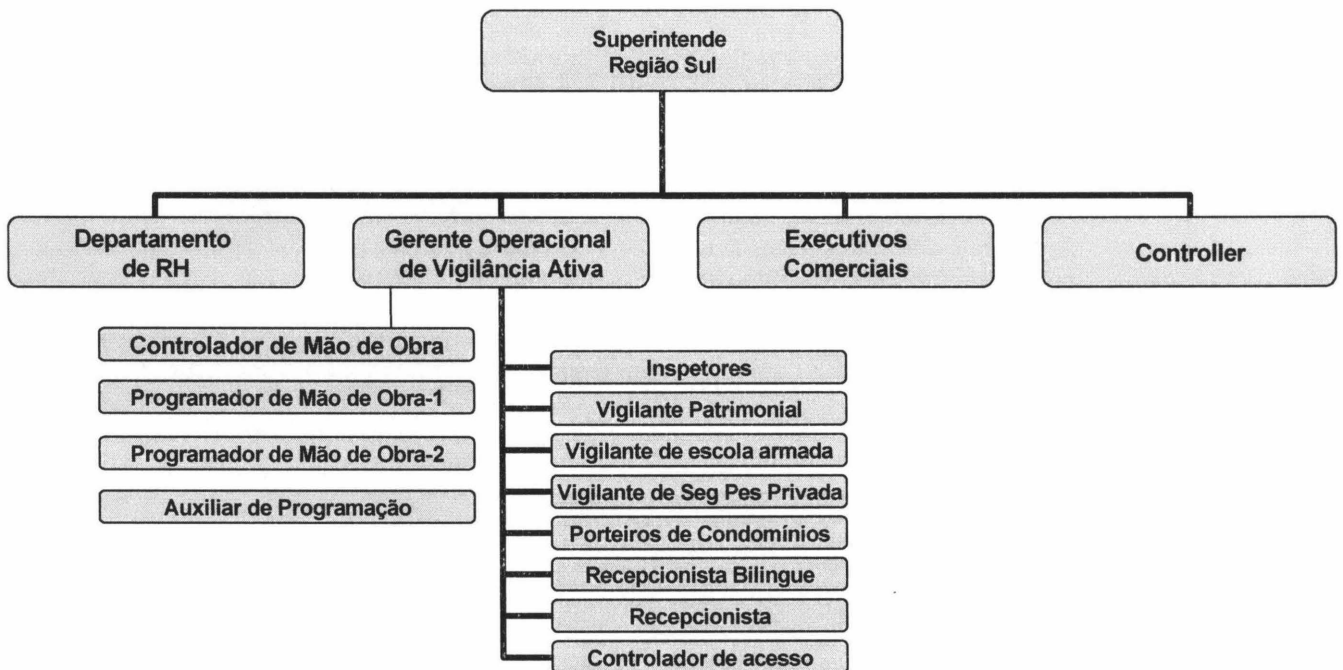 Superintende
Região Sul
Departamento
de RH
Gerente Operacional
de Vigilância Ativa
Executivos
Comerciais
Controller
Controlador de Mão de Obra
Programador de Mão de Obra-1
Programador de Mão de Obra-2
Auxiliar de Programação
Inspetores
Vigilante Patrimonial
Vigilante de escola armada
Vigilante de Seg Pes Privada
Porteiros de Condomínios
Recepcionista Bilingue
Recepcionista
Controlador de acesso